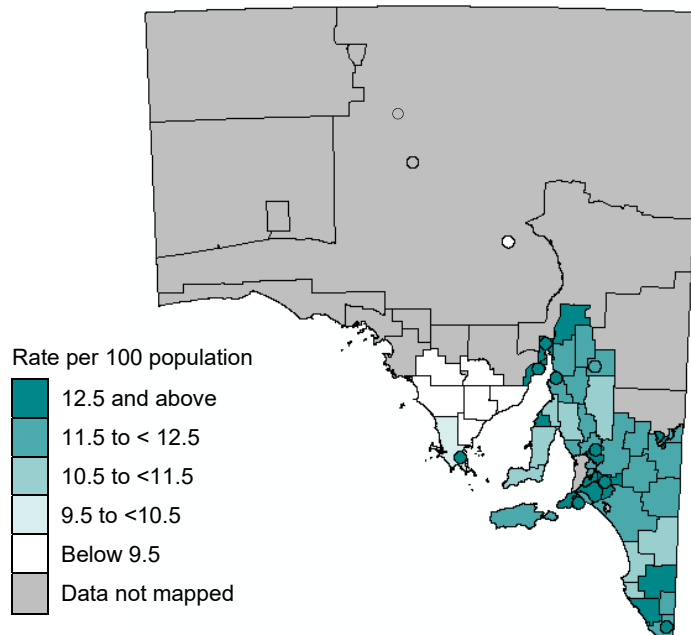 Rate per 100 population
12.5 and above
11.5 to < 12.5
10.5 to <11.5
9.5 to <10.5
Below 9.5
Data not mapped